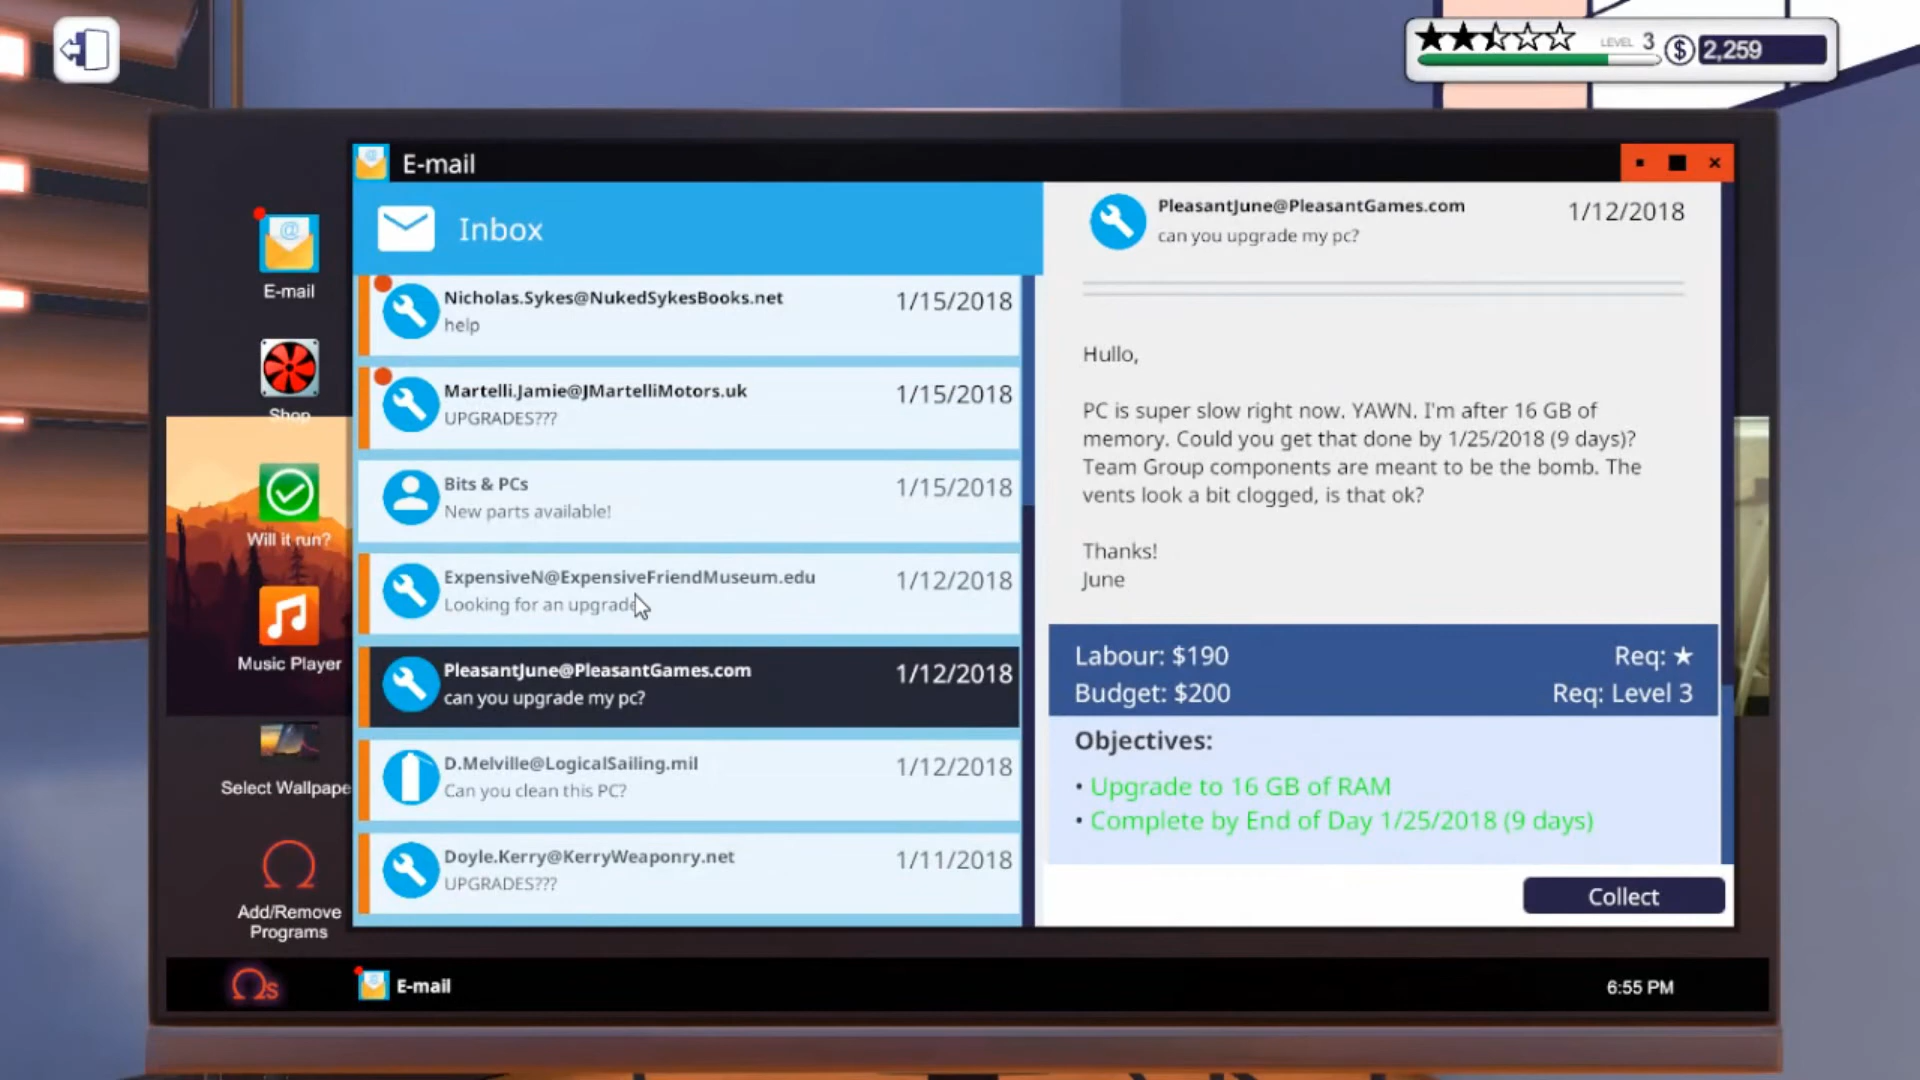 LEVEL 3
$ 2,259
E-mail
Inbox
E-mail
Shop
Will it run?
Music Player
Select Wallpape
Add/Remove
Programs
Nicholas.Sykes@NukedSykesBooks.net 1/15/2018
help
Martelli.Jamie@JMartelliMotors.uk 1/15/2018
UPGRADES???
Bits & PCs 1/15/2018
New parts available!
ExpensiveN@ExpensiveFriendMuseum.edu 1/12/2018
Looking for an upgrade
PleasantJune@PleasantGames.com 1/12/2018
can you upgrade my pc?
D.Melville@LogicalSailing.mil 1/12/2018
Can you clean this PC?
Doyle.Kerry@KerryWeaponry.net 1/11/2018
UPGRADES???
PleasantJune@PleasantGames.com 1/12/2018
can you upgrade my pc?
Hullo,
PC is super slow right now. YAWN. I'm after 16 GB of
memory. Could you get that done by 1/25/2018 (9 days)?
Team Group components are meant to be the bomb. The
vents look a bit clogged, is that ok?
Thanks!
June
Labour: $190 Req: ★
Budget: $200 Req: Level 3
Objectives:
• Upgrade to 16 GB of RAM
• Complete by End of Day 1/25/2018 (9 days)
Collect
Ωs E-mail 6:55 PM